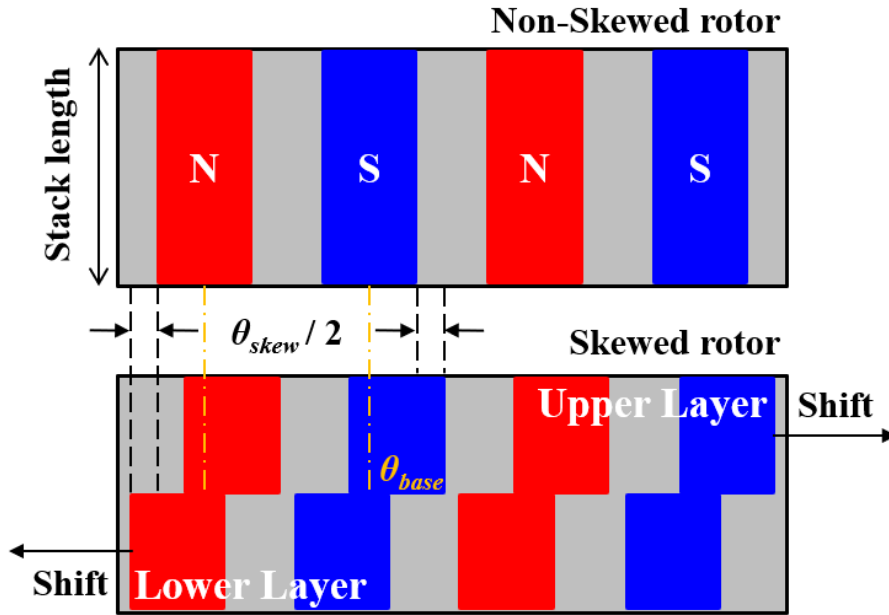 Non-Skewed rotor
Stack length
N S N S
θskew / 2
Skewed rotor
Upper Layer
Shift
θbase
Shift
Lower Layer